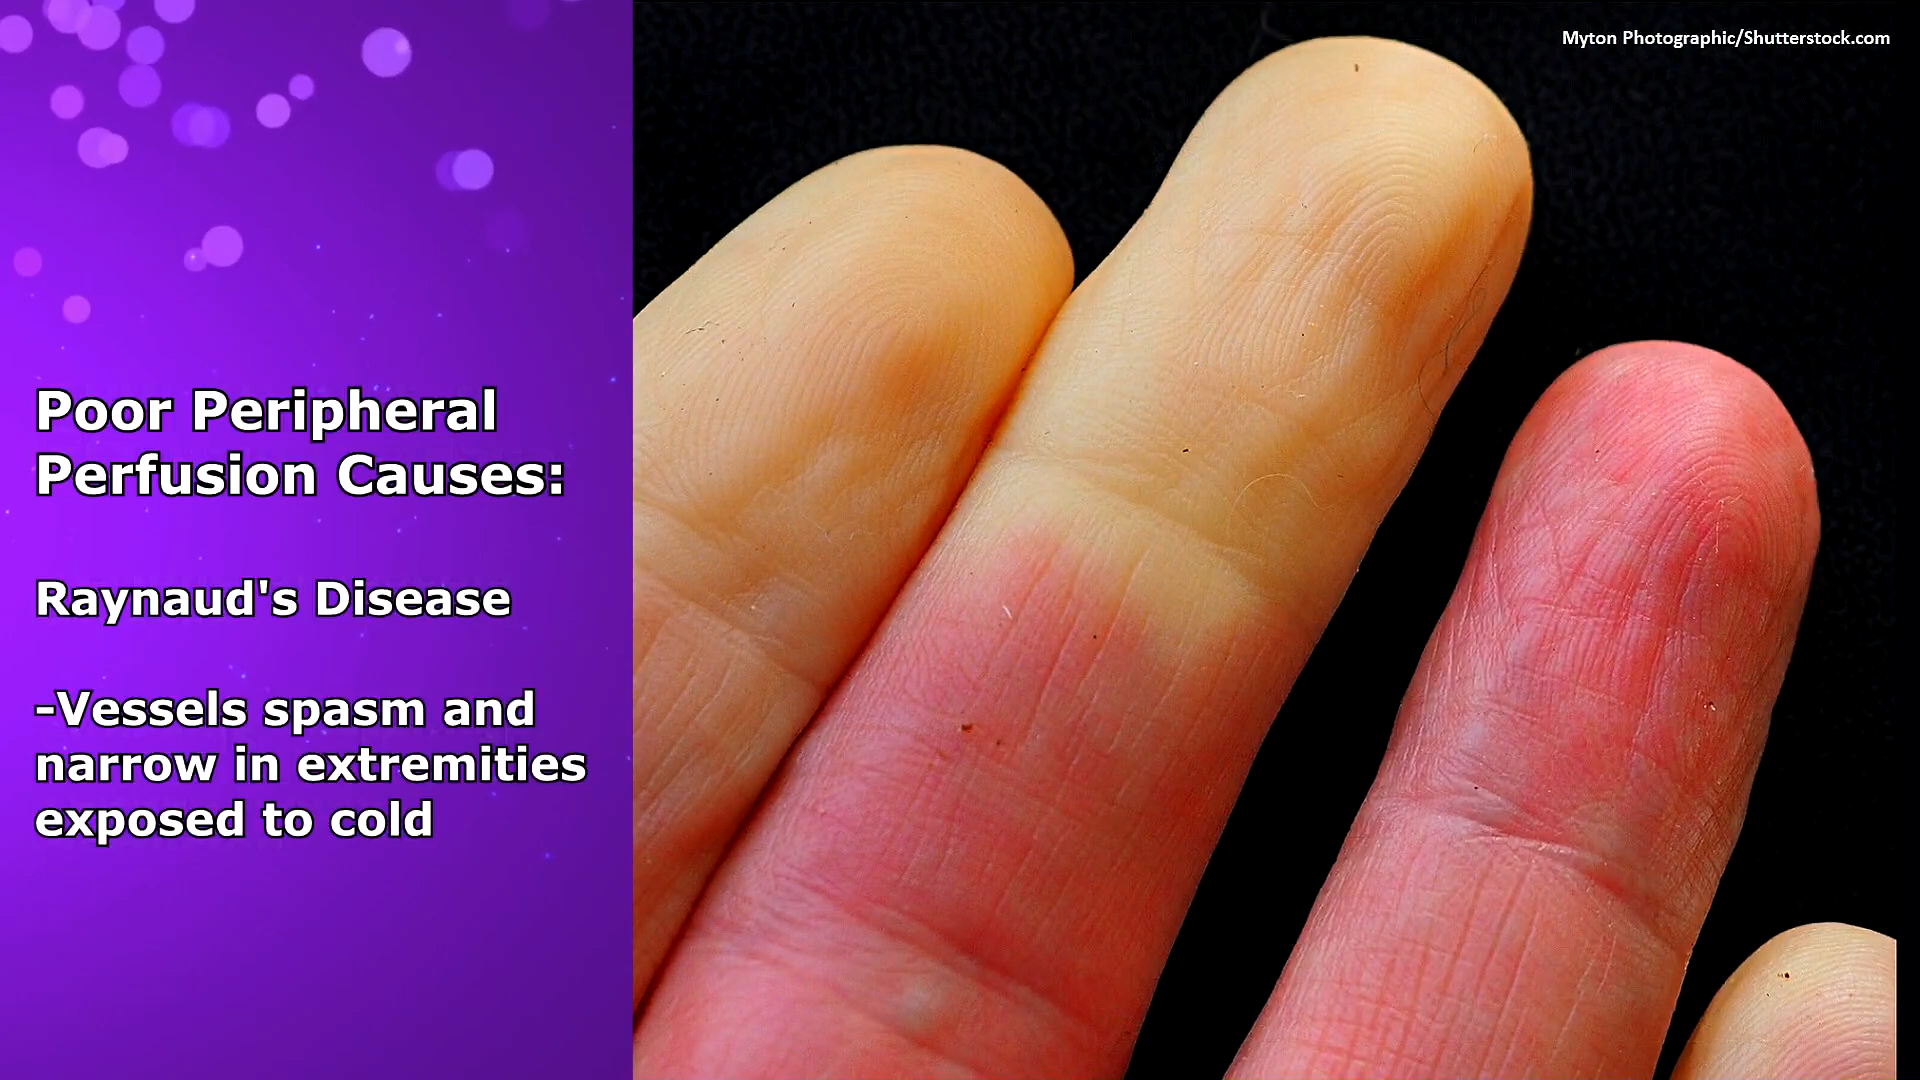 Myton Photographic/Shutterstock.com
Poor Peripheral
Perfusion Causes:
Raynaud's Disease
-Vessels spasm and
narrow in extremities
exposed to cold